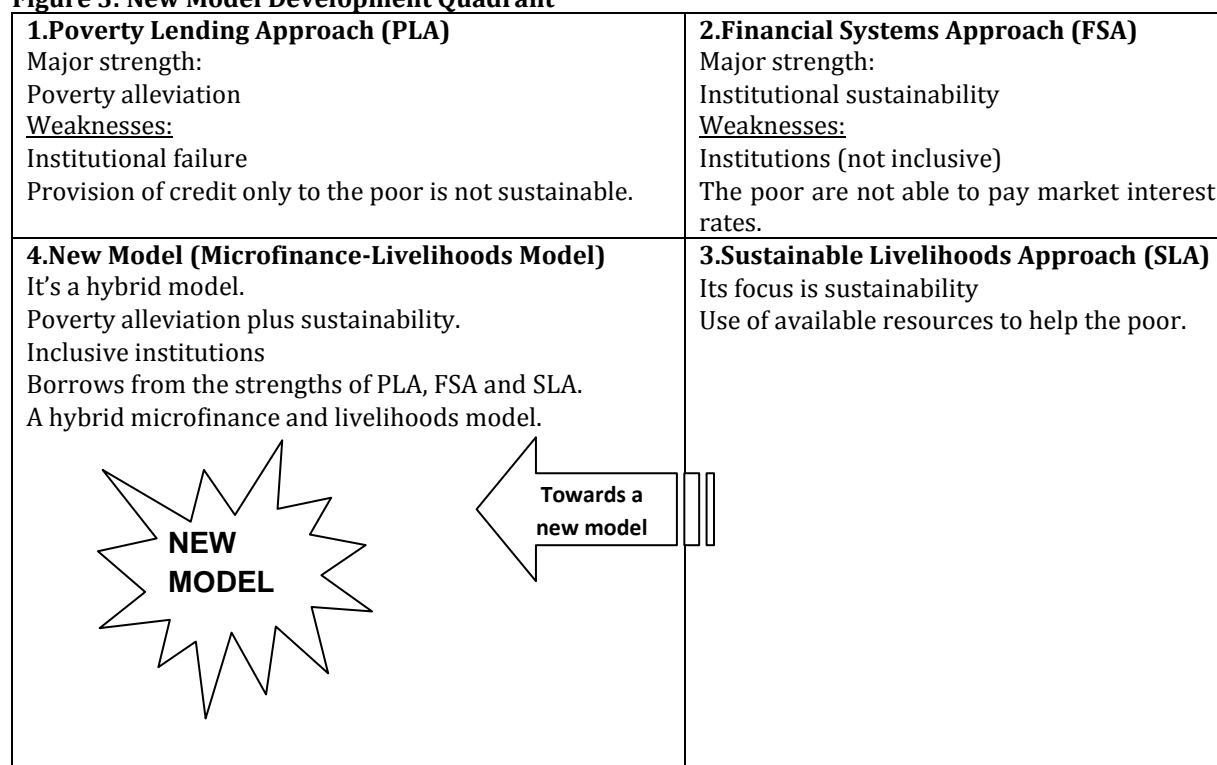 Figure 3: New Model Development Quadrant
1.Poverty Lending Approach (PLA)
Major strength:
Poverty alleviation
Weaknesses:
Institutional failure
Provision of credit only to the poor is not sustainable.
2.Financial Systems Approach (FSA)
Major strength:
Institutional sustainability
Weaknesses:
Institutions (not inclusive)
The poor are not able to pay market interest
rates.
4.New Model (Microfinance-Livelihoods Model)
It’s a hybrid model.
Poverty alleviation plus sustainability.
Inclusive institutions
Borrows from the strengths of PLA, FSA and SLA.
A hybrid microfinance and livelihoods model.
NEW
MODEL
Towards a
new model
3.Sustainable Livelihoods Approach (SLA)
Its focus is sustainability
Use of available resources to help the poor.